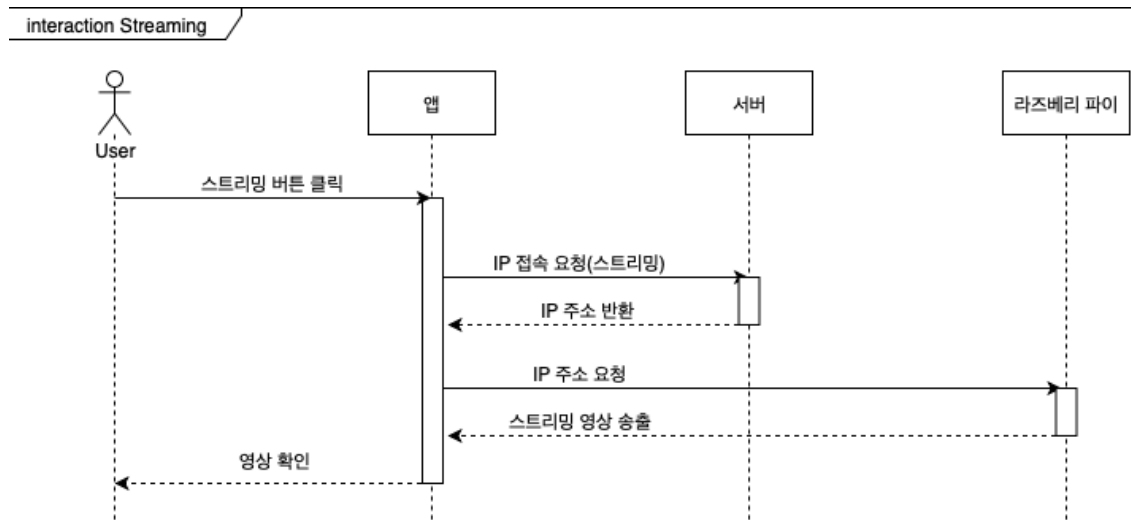 interaction Streaming
User
앱
서버
라즈베리 파이
스트리밍 버튼 클릭
IP 접속 요청(스트리밍)
IP 주소 반환
IP 주소 요청
스트리밍 영상 송출
영상 확인